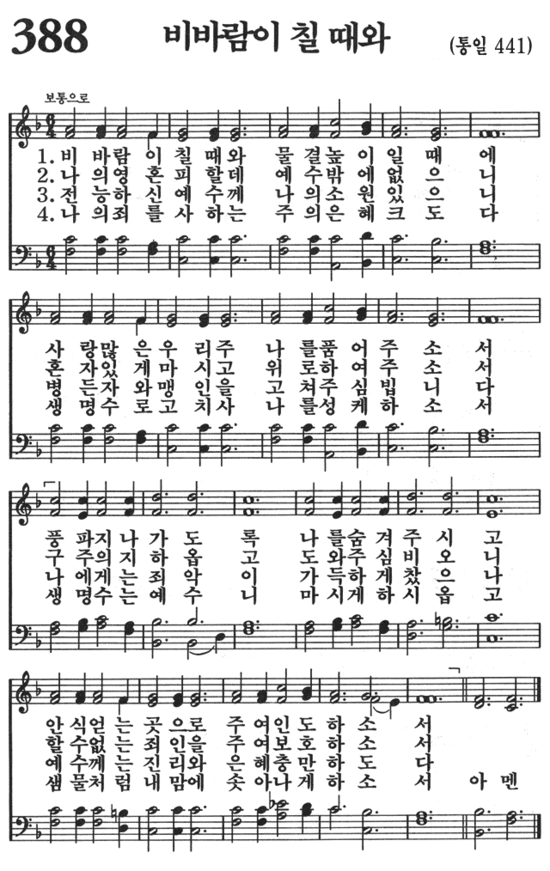 388 비바람이 칠 때와 (통일 441)
보통으로
1. 비 바람 이 칠 때와 물 결높 이 일 때 에
2. 나 의영 혼 피 할데 예 수밖 에 없 으 니
3. 전 능하 신 예 수께 나 의소 원 있 으 니
4. 나 의죄 를 사 하는 주 의은 혜 크 도 다
사 랑많 은 우 리주 나 를품 어 주 소 서
혼 자있 게 마 시고 위 로하 여 주 소 서
병 든자 와 맹 인을 고 쳐주 심 빕 니 다
생 명수 로 고 치사 나 를성 케 하 소 서
풍 파지 나 가 도 록 나 를숨 겨 주 시 고
구 주의 지 하 옵 고 도 와주 심 비 오 니
나 에게 는 죄 악 이 가 득하 게 찼 으 나
생 명수 는 예 수 니 마 시게 하 시 옵 고
안 식얻 는 곳 으로 주 여인 도 하 소 서
할 수없 는 죄 인을 주 여보 호 하 소 서
예 수께 는 진 리와 은 혜충 만 하 도 다
샘 물처 럼 내 맘에 솟 아나 게 하 소 서 아 멘